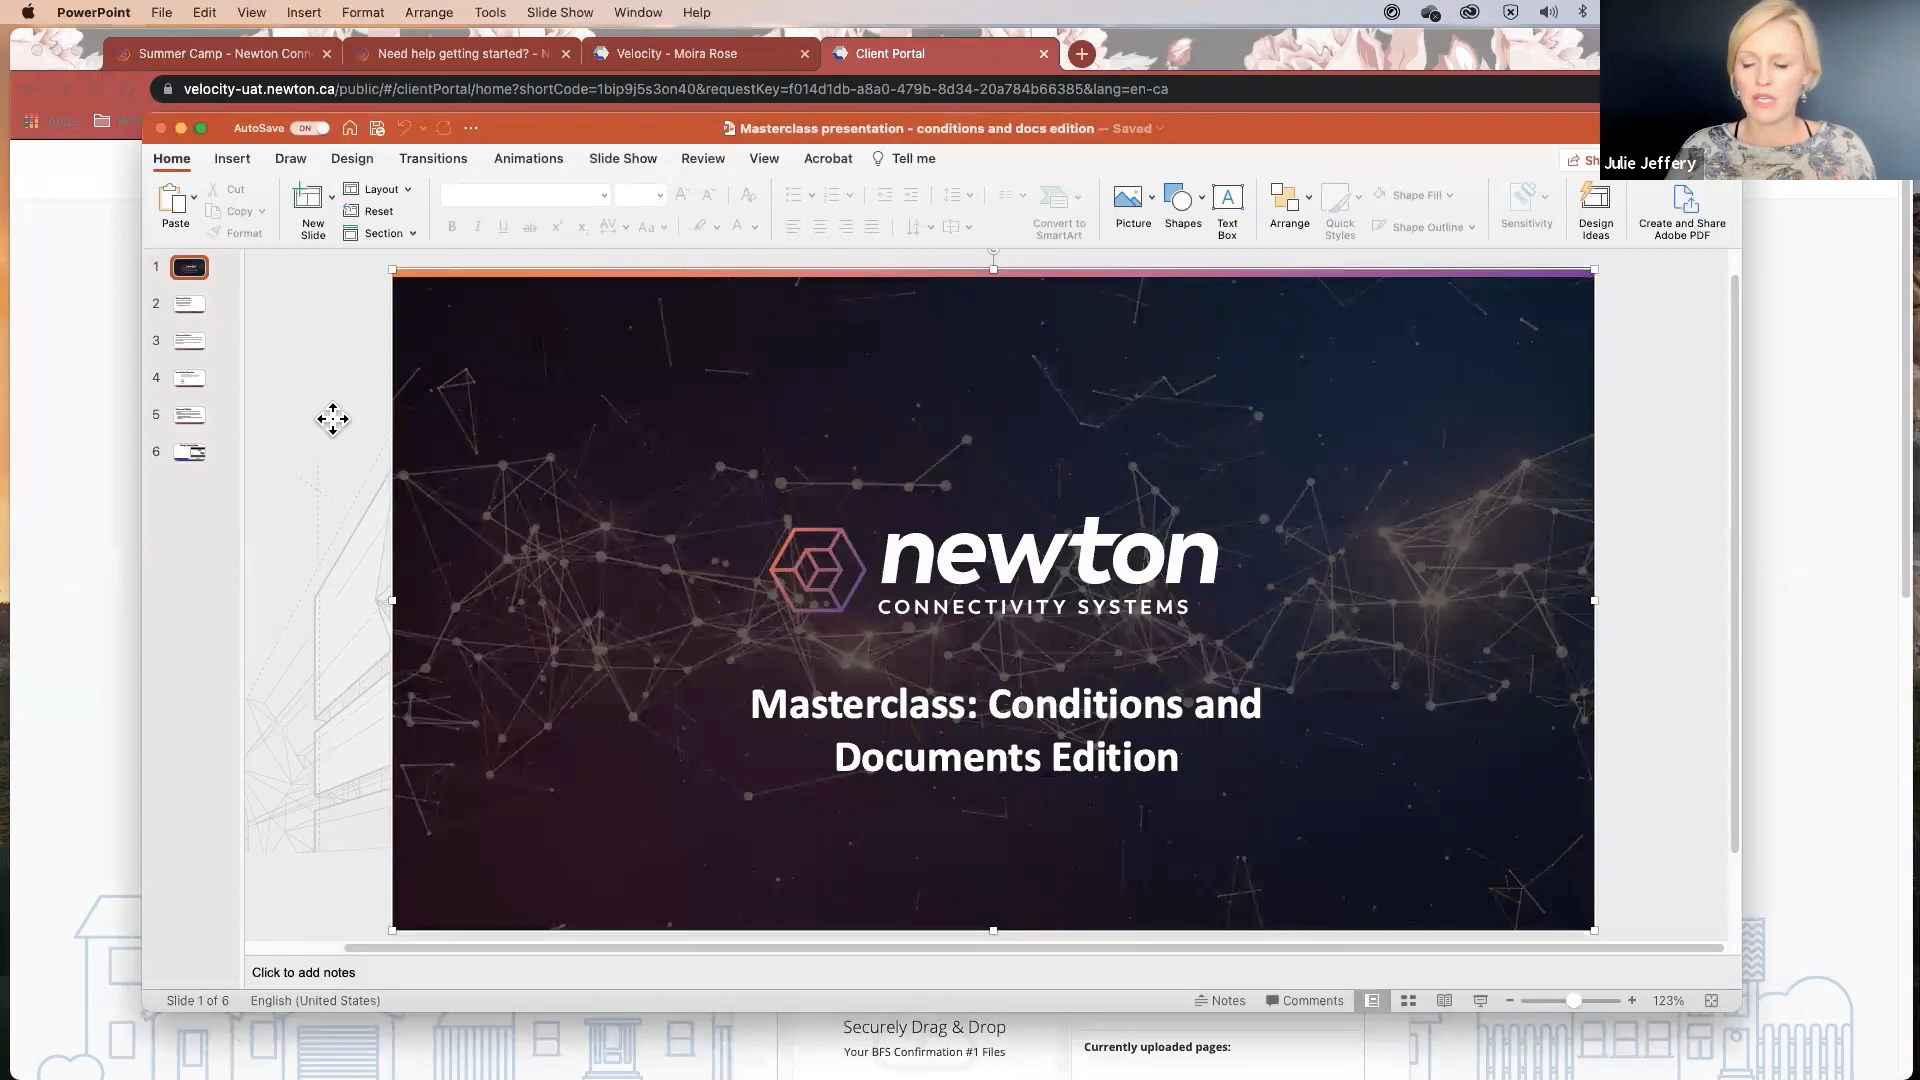 PowerPoint File Edit View Insert Format Arrange Tools Slide Show Window Help
Summer Camp - Newton Conn
Need help getting started? - N
Velocity - Moira Rose
Client Portal
velocity-uat.newton.ca/public/#/clientPortal/home?shortCode=1bip9j5s3on40&requestKey=f014d1db-a8a0-479b-8d34-20a784b66385&lang=en-ca
Apps
AutoSave ON
Masterclass presentation - conditions and docs edition — Saved
Julie Jeffery
Home Insert Draw Design Transitions Animations Slide Show Review View Acrobat Tell me
Sh
Paste
Cut
Copy
Format
New Slide
Layout
Reset
Section
Convert to SmartArt
Picture
Shapes
Text Box
Arrange
Quick Styles
Shape Fill
Shape Outline
Sensitivity
Design Ideas
Create and Share Adobe PDF
1
2
3
4
5
6
newton
CONNECTIVITY SYSTEMS
Masterclass: Conditions and
Documents Edition
Click to add notes
Slide 1 of 6 English (United States) Notes Comments 123%
Securely Drag & Drop
Your BFS Confirmation #1 Files
Currently uploaded pages: